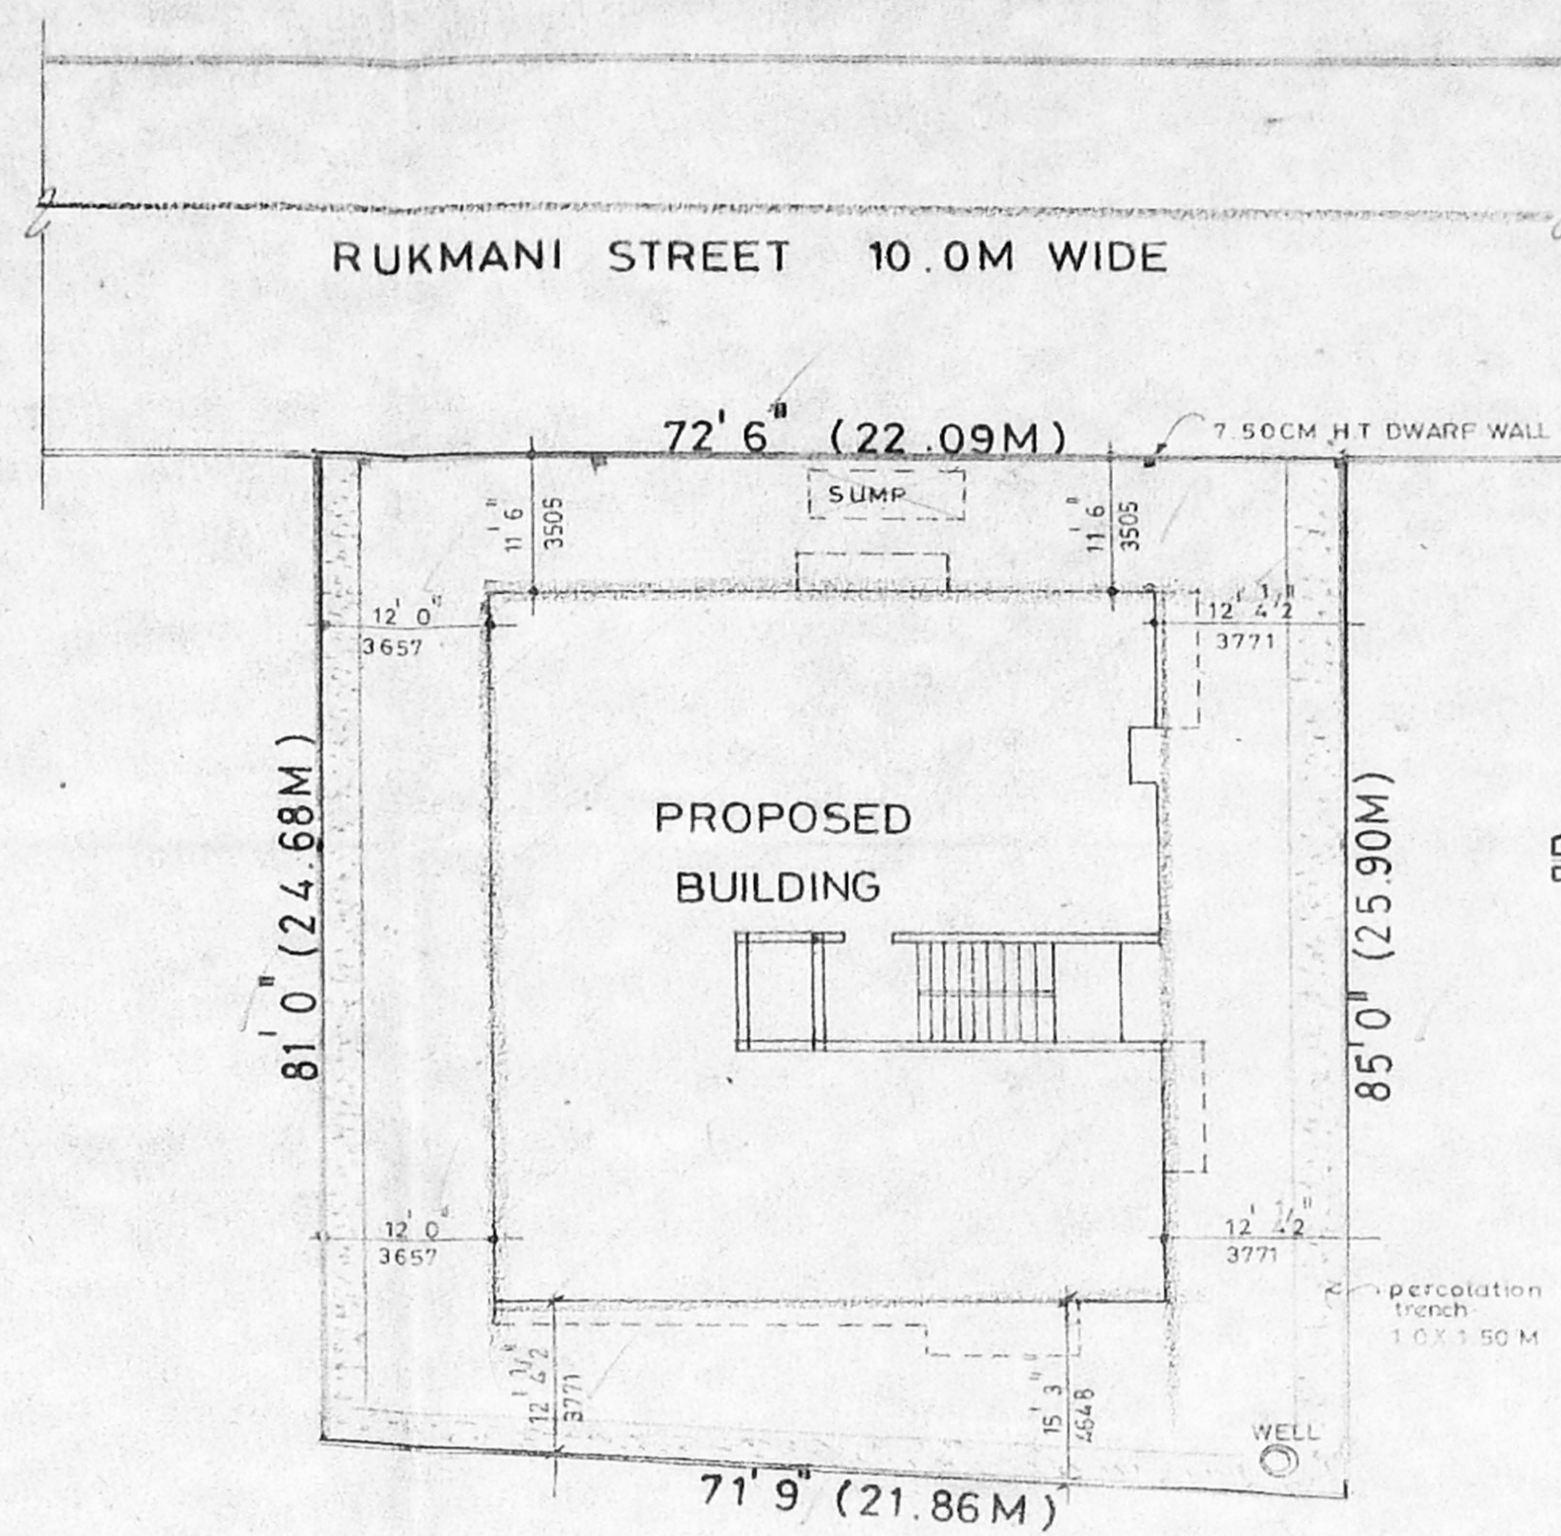 RUKMANI STREET 10.0M WIDE
72' 6" (22.09M)
7.50CM HT DWARF WALL
SUMP
11' 6"
3505
11' 6"
3505
12' 0"
3657
12' 4½"
3771
PROPOSED
BUILDING
81' 0" (24.68M)
85' 0" (25.90M)
12' 0"
3657
12' ½"
3771
percolation
trench
1.0X1.50M
12' 4½"
3771
15' 3"
4648
WELL
71' 9" (21.86M)